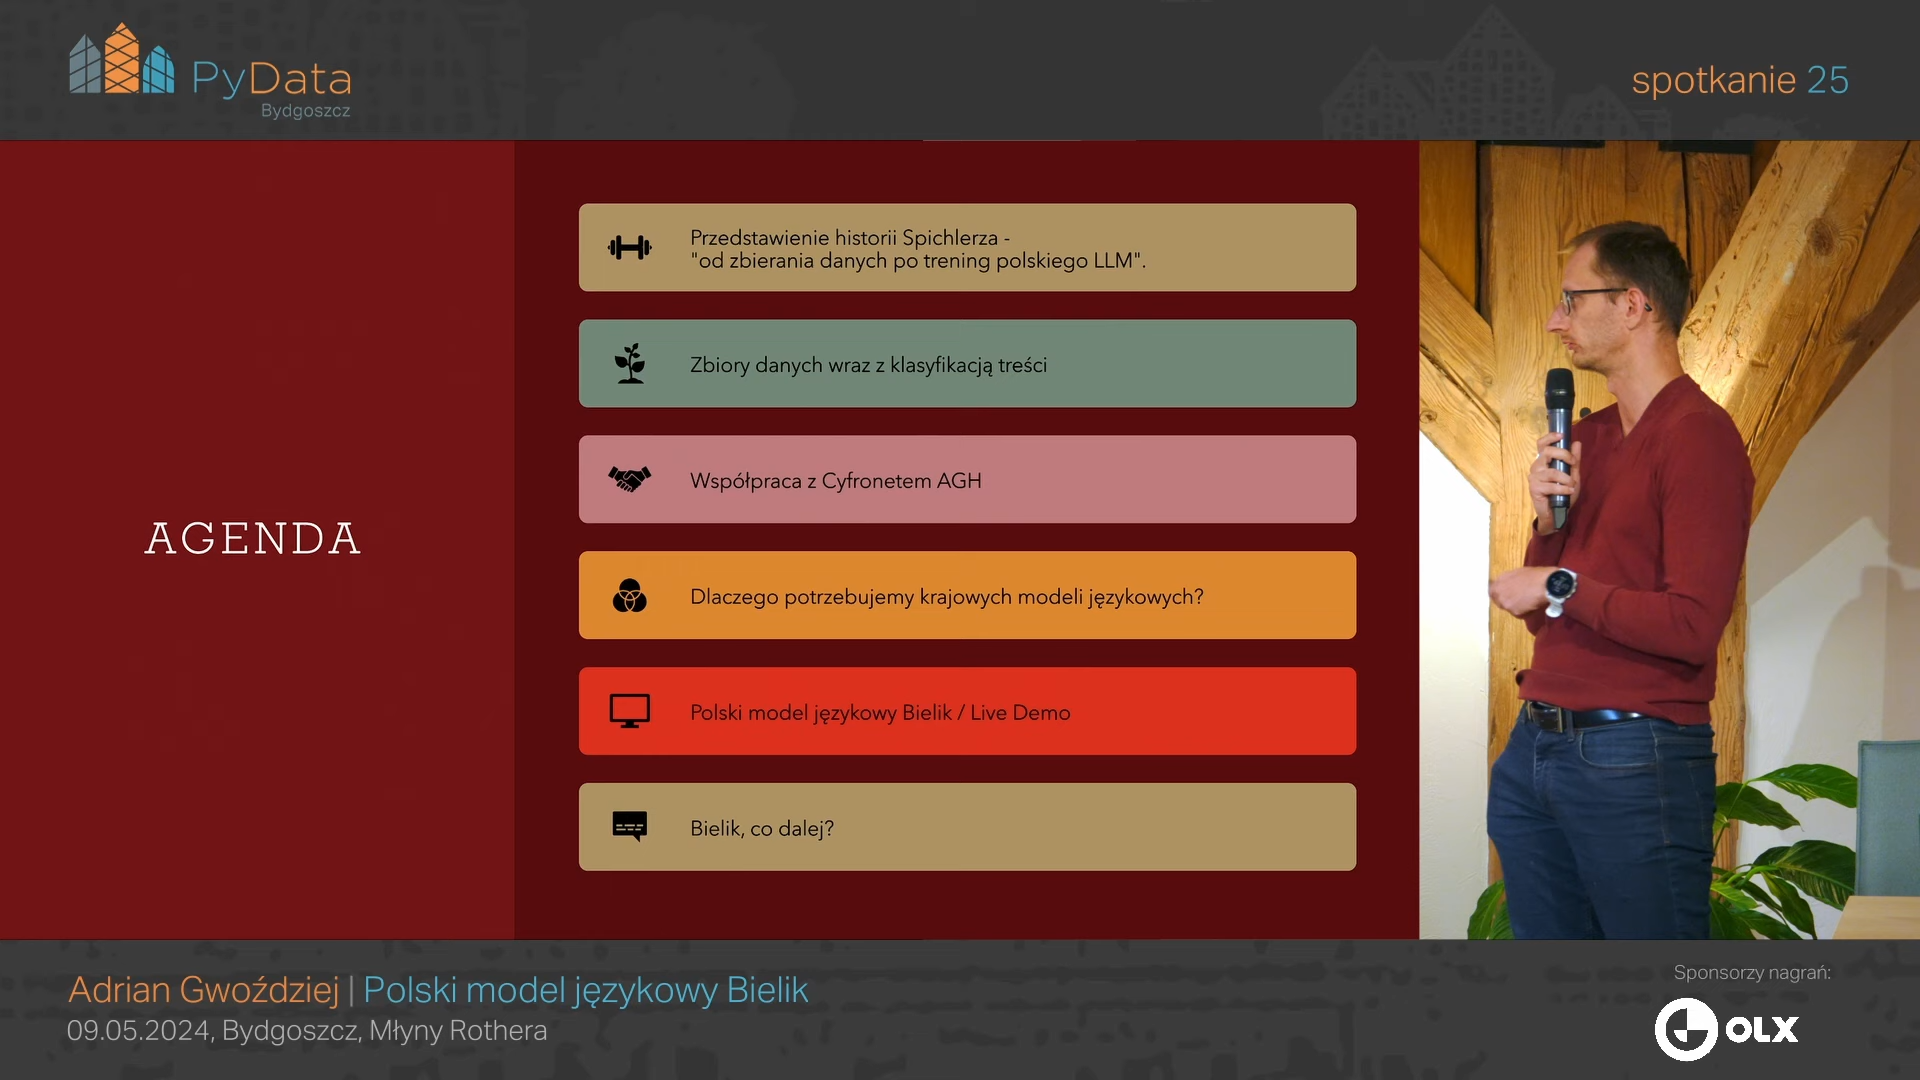 PyData
Bydgoszcz
spotkanie 25
AGENDA
Przedstawienie historii Spichlerza -
"od zbierania danych po trening polskiego LLM".
Zbiory danych wraz z klasyfikacją treści
Współpraca z Cyfronetem AGH
Dlaczego potrzebujemy krajowych modeli językowych?
Polski model językowy Bielik / Live Demo
Bielik, co dalej?
Adrian Gwoździej | Polski model językowy Bielik
09.05.2024, Bydgoszcz, Młyny Rothera
Sponsorzy nagrań:
OLX